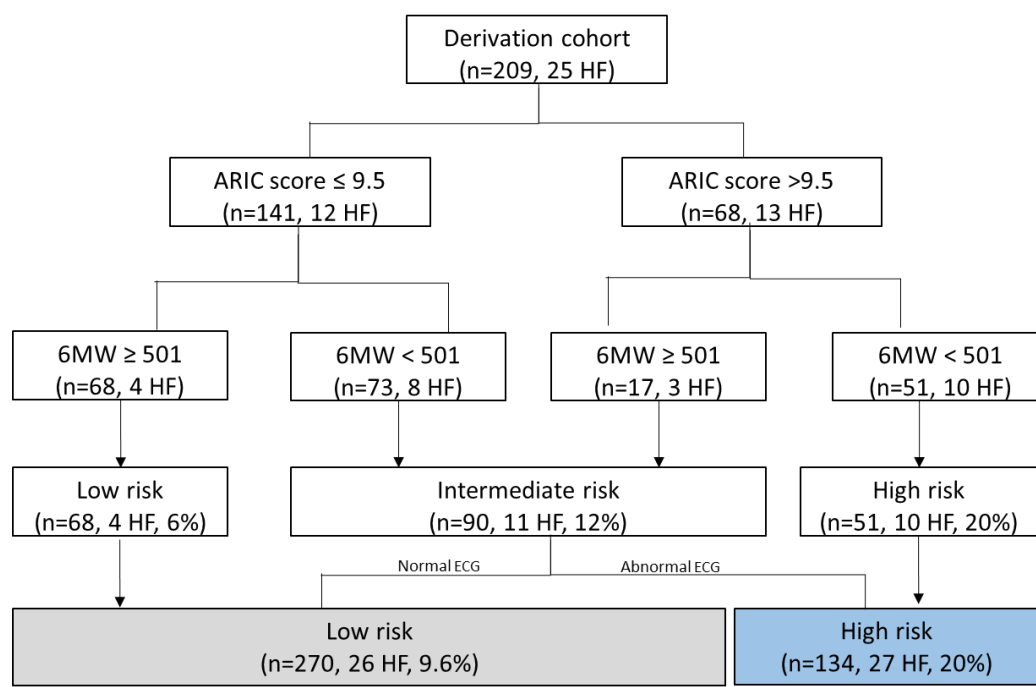 Derivation cohort
(n=209, 25 HF)
ARIC score ≤ 9.5
(n=141, 12 HF)
ARIC score >9.5
(n=68, 13 HF)
6MW ≥ 501
(n=68, 4 HF)
6MW < 501
(n=73, 8 HF)
6MW ≥ 501
(n=17, 3 HF)
6MW < 501
(n=51, 10 HF)
Low risk
(n=68, 4 HF, 6%)
Intermediate risk
(n=90, 11 HF, 12%)
High risk
(n=51, 10 HF, 20%)
Normal ECG
Abnormal ECG
Low risk
(n=270, 26 HF, 9.6%)
High risk
(n=134, 27 HF, 20%)